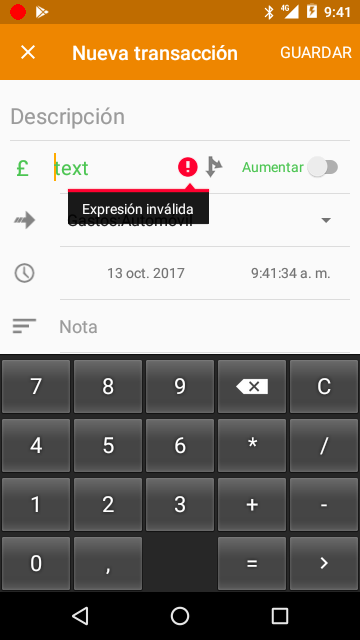 4G 9:41
Nueva transacción GUARDAR
Descripción
£ text Aumentar
Expresión inválida
Gastos:Automóvil
13 oct. 2017 9:41:34 a. m.
Nota
7 8 9 C
4 5 6 * /
1 2 3 + -
0 , = >